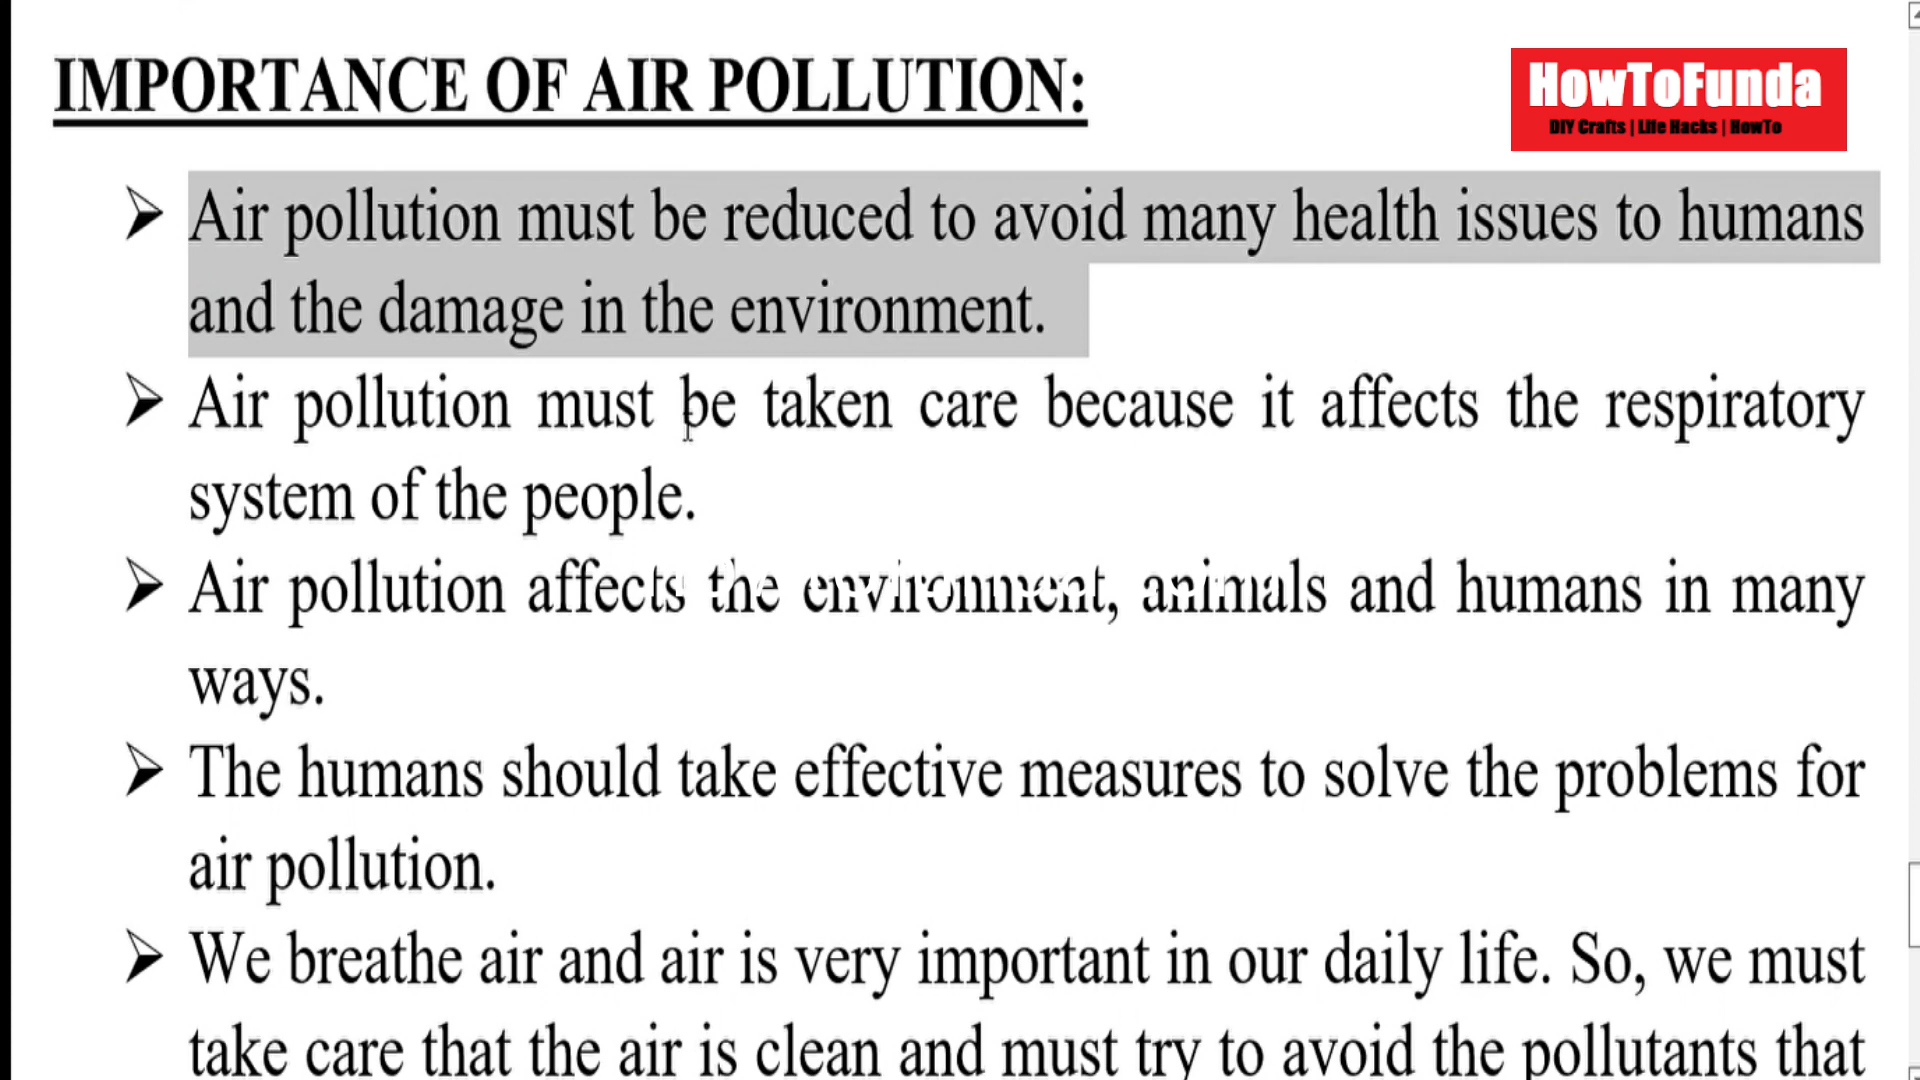 IMPORTANCE OF AIR POLLUTION:
HowToFunda
DIY Crafts | Life Hacks | HowTo
➢ Air pollution must be reduced to avoid many health issues to humans
and the damage in the environment.
➢ Air pollution must be taken care because it affects the respiratory
system of the people.
➢ Air pollution affects the environment, animals and humans in many
ways.
➢ The humans should take effective measures to solve the problems for
air pollution.
➢ We breathe air and air is very important in our daily life. So, we must
take care that the air is clean and must try to avoid the pollutants that